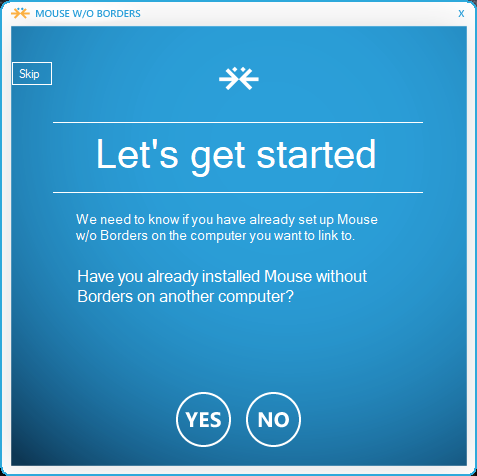 MOUSE W/O BORDERS
X
Skip
Let's get started
We need to know if you have already set up Mouse
w/o Borders on the computer you want to link to.
Have you already installed Mouse without
Borders on another computer?
YES
NO